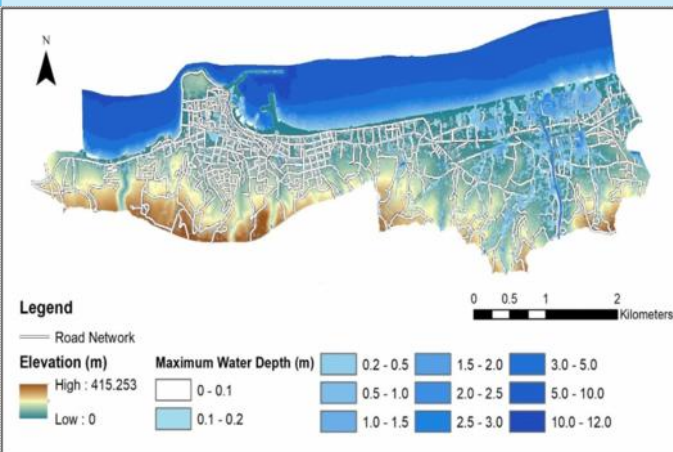 N
0 0.5 1 2
Kilometers
Legend
Road Network
Elevation (m)
High : 415.253
Low : 0
Maximum Water Depth (m)
0 - 0.1
0.1 - 0.2
0.2 - 0.5
0.5 - 1.0
1.0 - 1.5
1.5 - 2.0
2.0 - 2.5
2.5 - 3.0
3.0 - 5.0
5.0 - 10.0
10.0 - 12.0